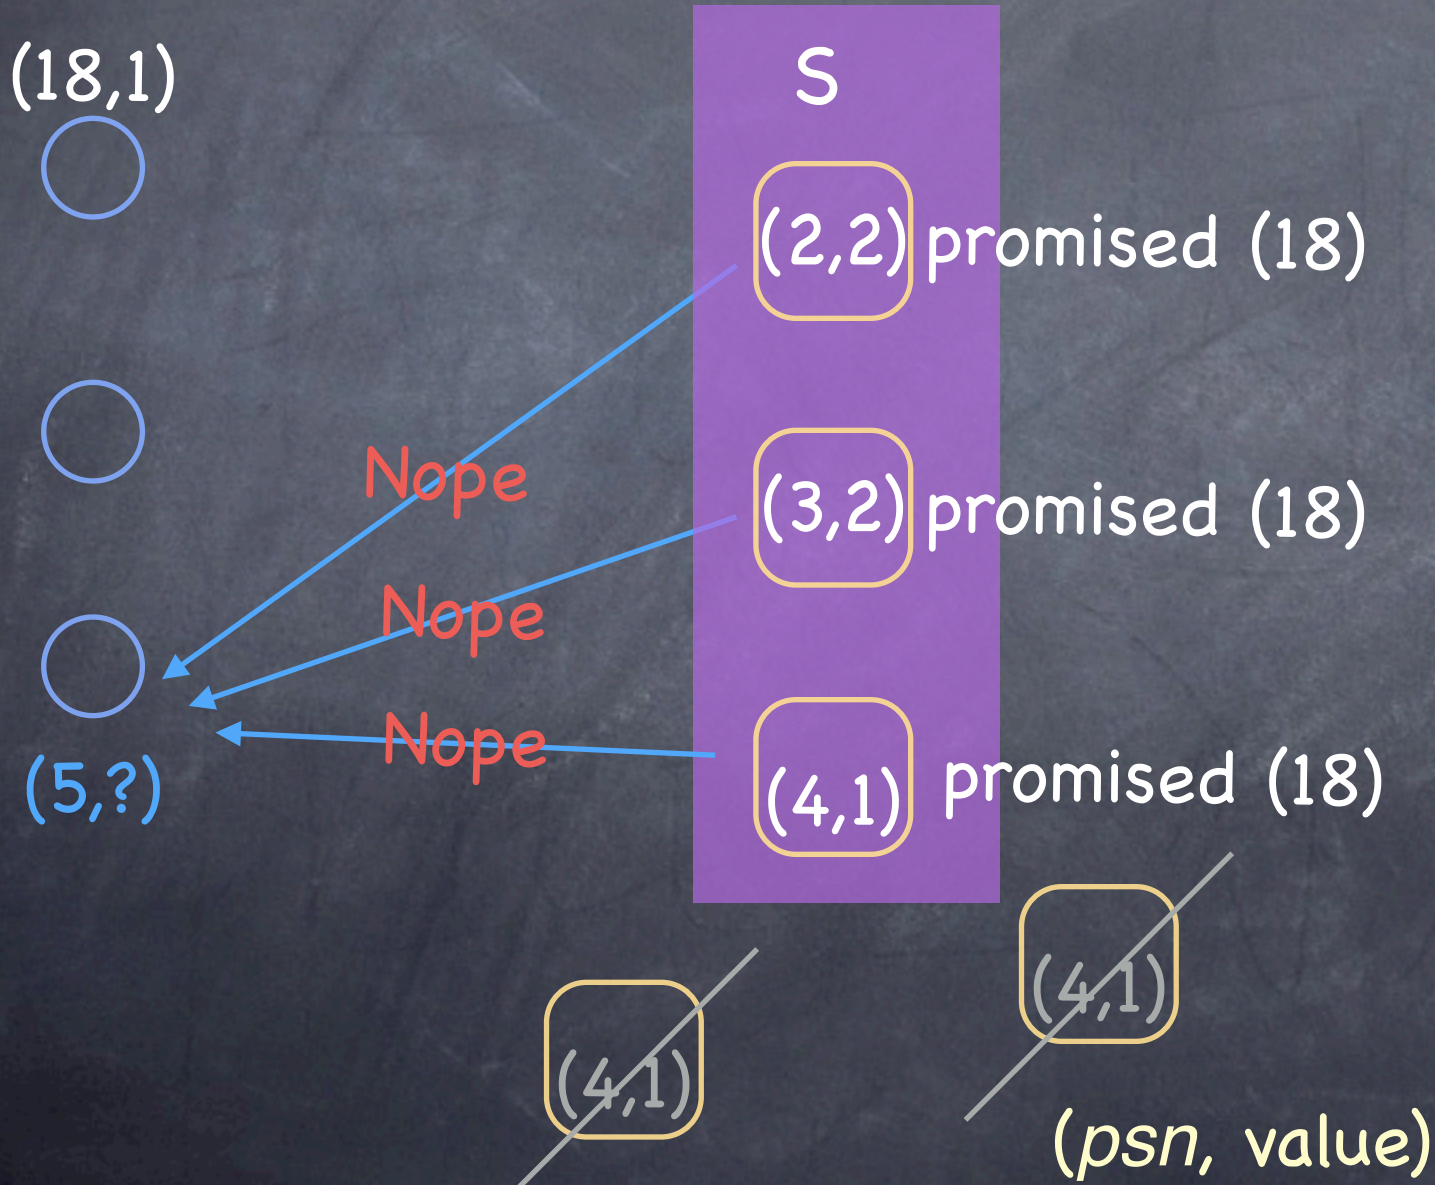 (18,1)
S
(2,2) promised (18)
Nope
(3,2) promised (18)
Nope
Nope
(5,?)
(4,1) promised (18)
(4,1)
(4,1)
(psn, value)